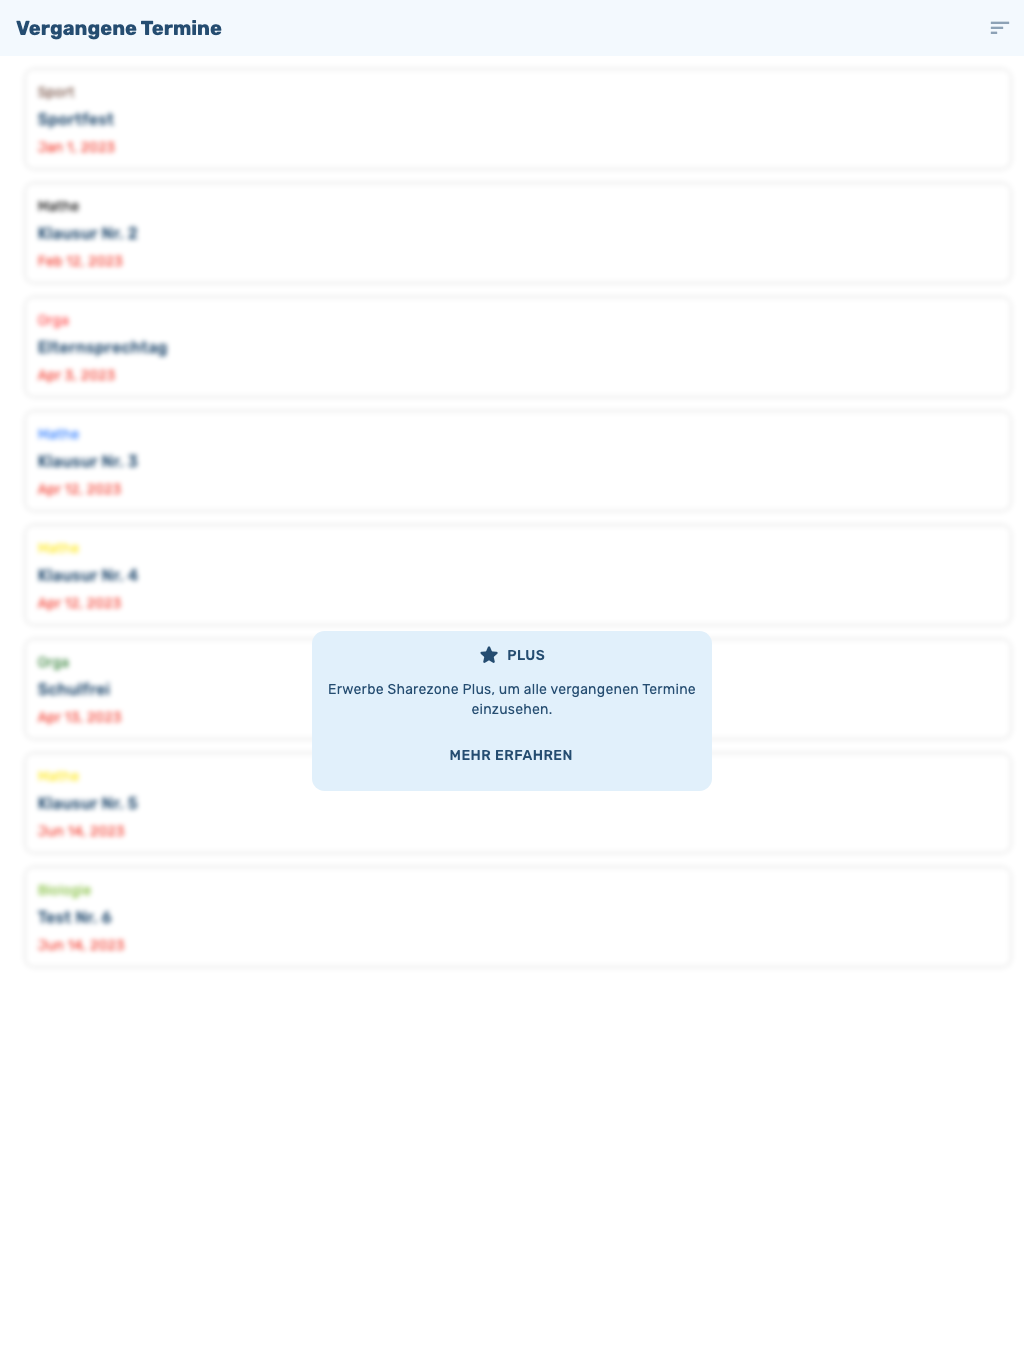 Vergangene Termine
Sport
Sportfest
Jan 1, 2023
Mathe
Klausur Nr. 2
Feb 12, 2023
Orga
Elternsprechtag
Apr 3, 2023
Mathe
Klausur Nr. 3
Apr 12, 2023
Mathe
Klausur Nr. 4
Apr 12, 2023
Orga
Schulfrei
Apr 13, 2023
PLUS
Erwerbe Sharezone Plus, um alle vergangenen Termine
einzusehen.
MEHR ERFAHREN
Mathe
Klausur Nr. 5
Jun 14, 2023
Biologie
Test Nr. 6
Jun 14, 2023